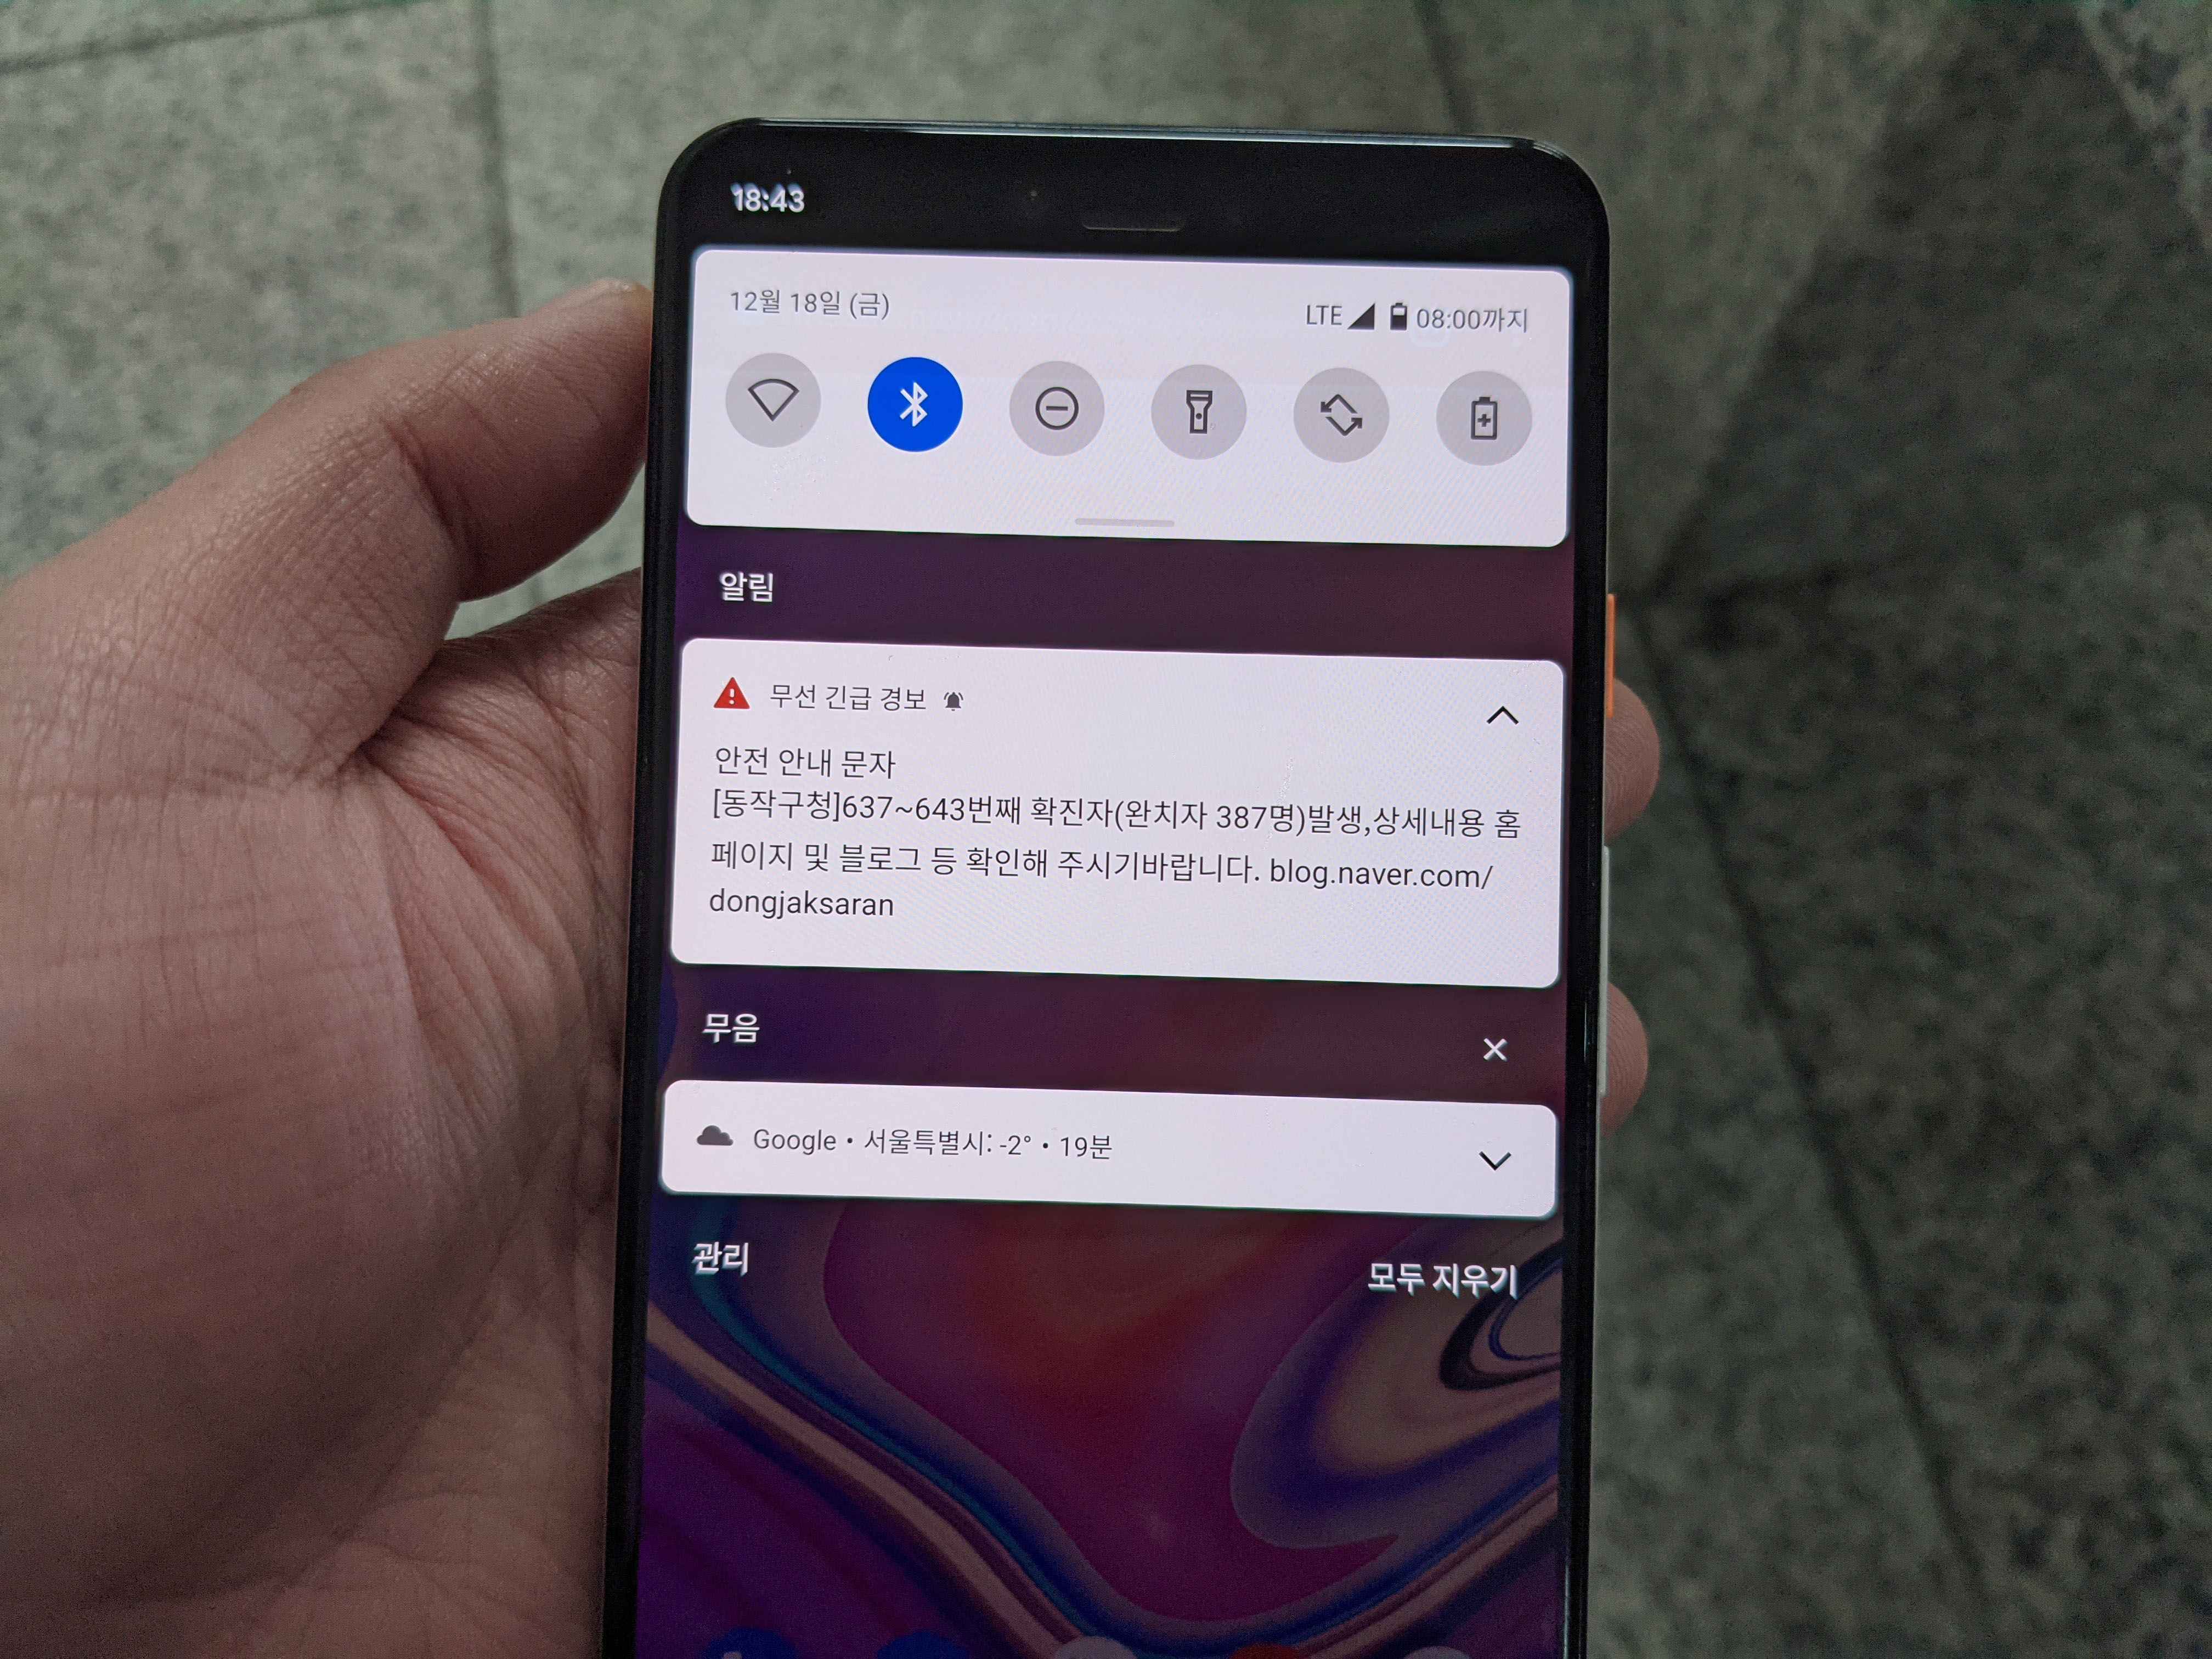 18:43
12월 18일 (금)
LTE 08:00까지
알림
무선 긴급 경보
안전 안내 문자
[동작구청]637~643번째 확진자(완치자 387명)발생,상세내용 홈
페이지 및 블로그 등 확인해 주시기바랍니다. blog.naver.com/
dongjaksaran
무음
Google • 서울특별시: -2° • 19분
관리
모두 지우기